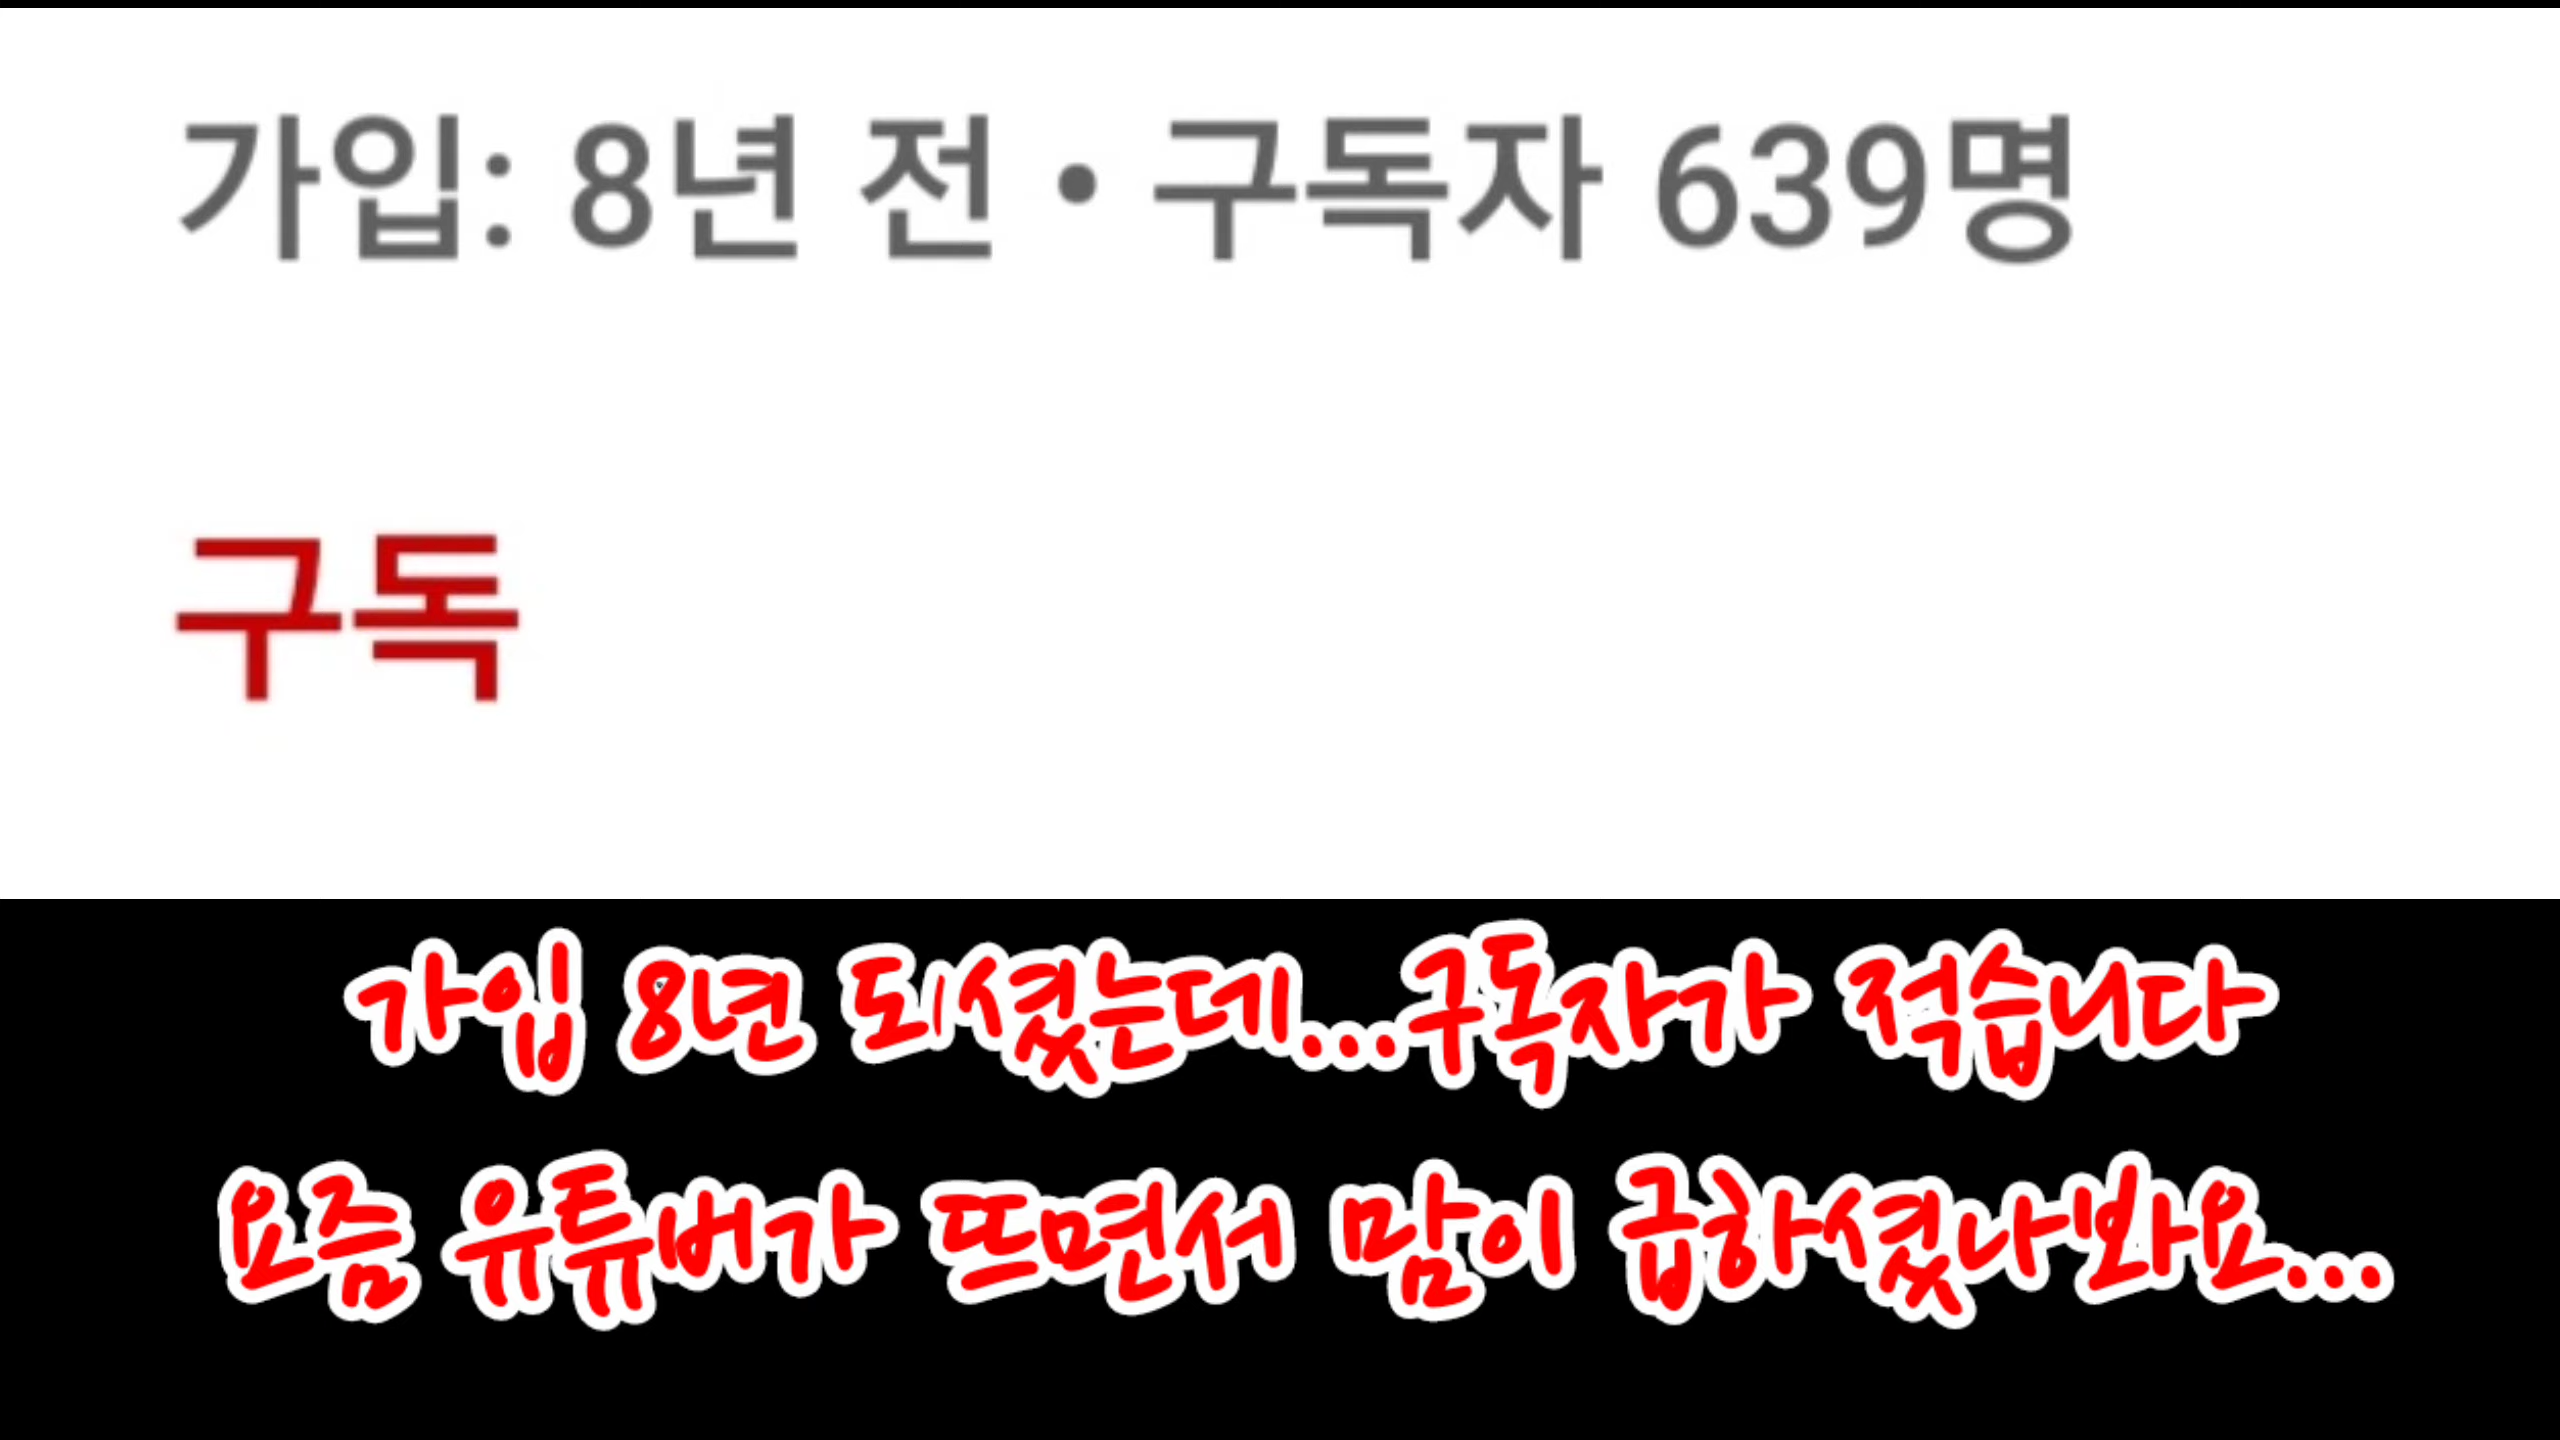 가입: 8년 전 • 구독자 639명
구독
가입 8년 되셨는데...구독자가 적습니다
요즘 유튜버가 뜨면서 맘이 급하셨나봐요...